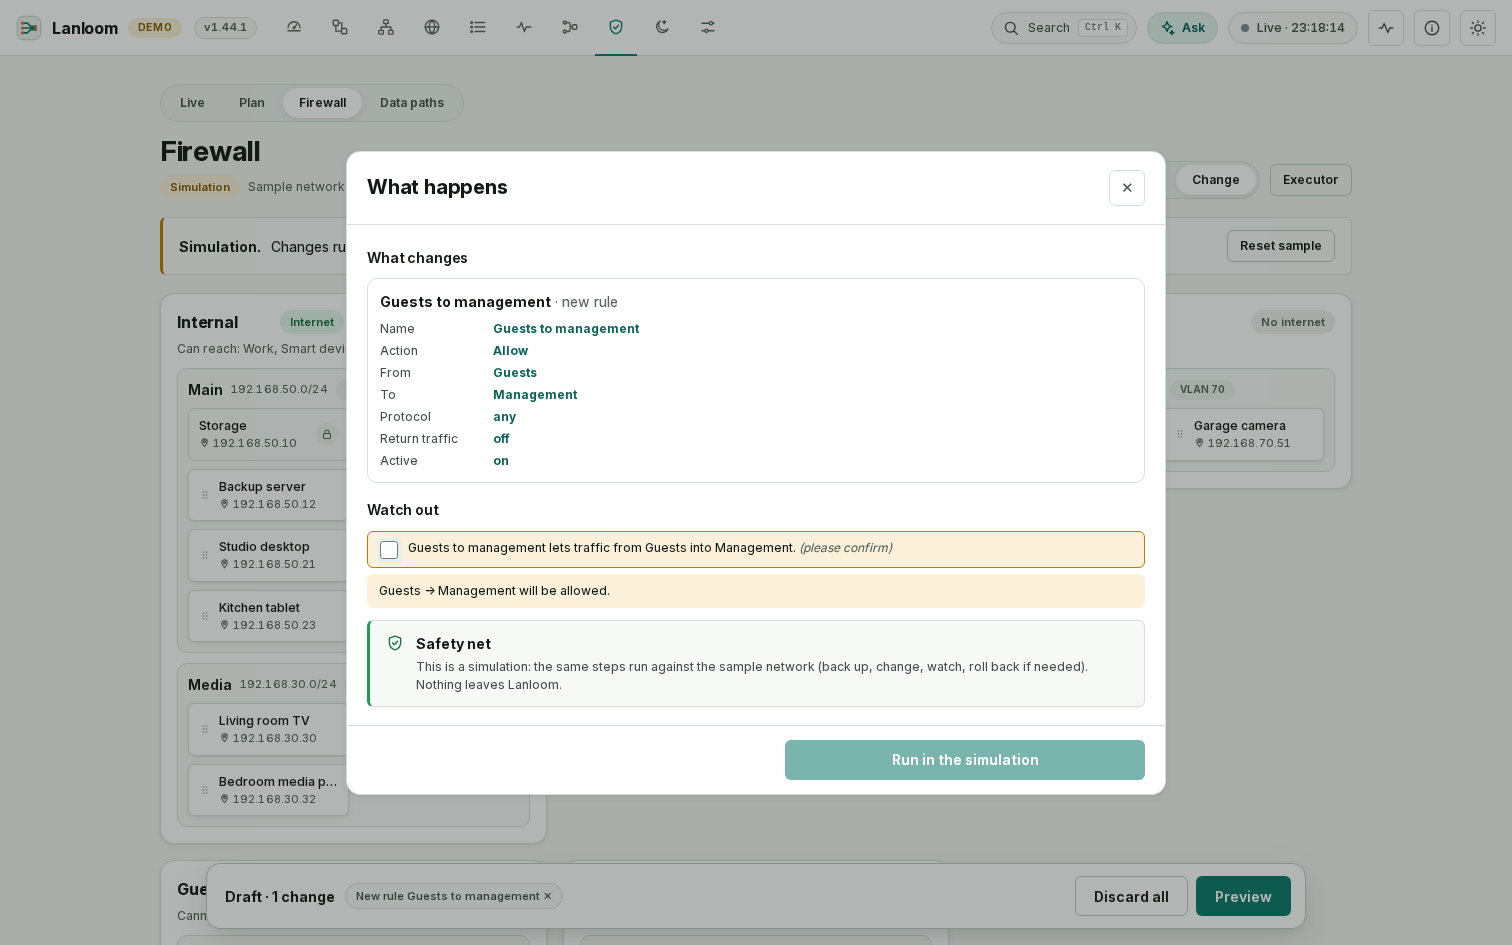 Lanloom DEMO v1.44.1 Search Ctrl K Ask Live · 23:18:14
Live Plan Firewall Data paths
Firewall
Simulation Sample network
Change Executor
Simulation. Changes ru
Reset sample
What happens
What changes
Guests to management · new rule
Name Guests to management
Action Allow
From Guests
To Management
Protocol any
Return traffic off
Active on
Watch out
Guests to management lets traffic from Guests into Management. (please confirm)
Guests → Management will be allowed.
Safety net
This is a simulation: the same steps run against the sample network (back up, change, watch, roll back if needed).
Nothing leaves Lanloom.
Run in the simulation
Internal Internet
Can reach: Work, Smart devi
Main 192.168.50.0/24
Storage
192.168.50.10
Backup server
192.168.50.12
Studio desktop
192.168.50.21
Kitchen tablet
192.168.50.23
Media 192.168.30.0/24
Living room TV
192.168.30.30
Bedroom media p...
192.168.30.32
No internet
VLAN 70
Garage camera
192.168.70.51
Gue
Cann
Draft · 1 change New rule Guests to management ×
Discard all Preview